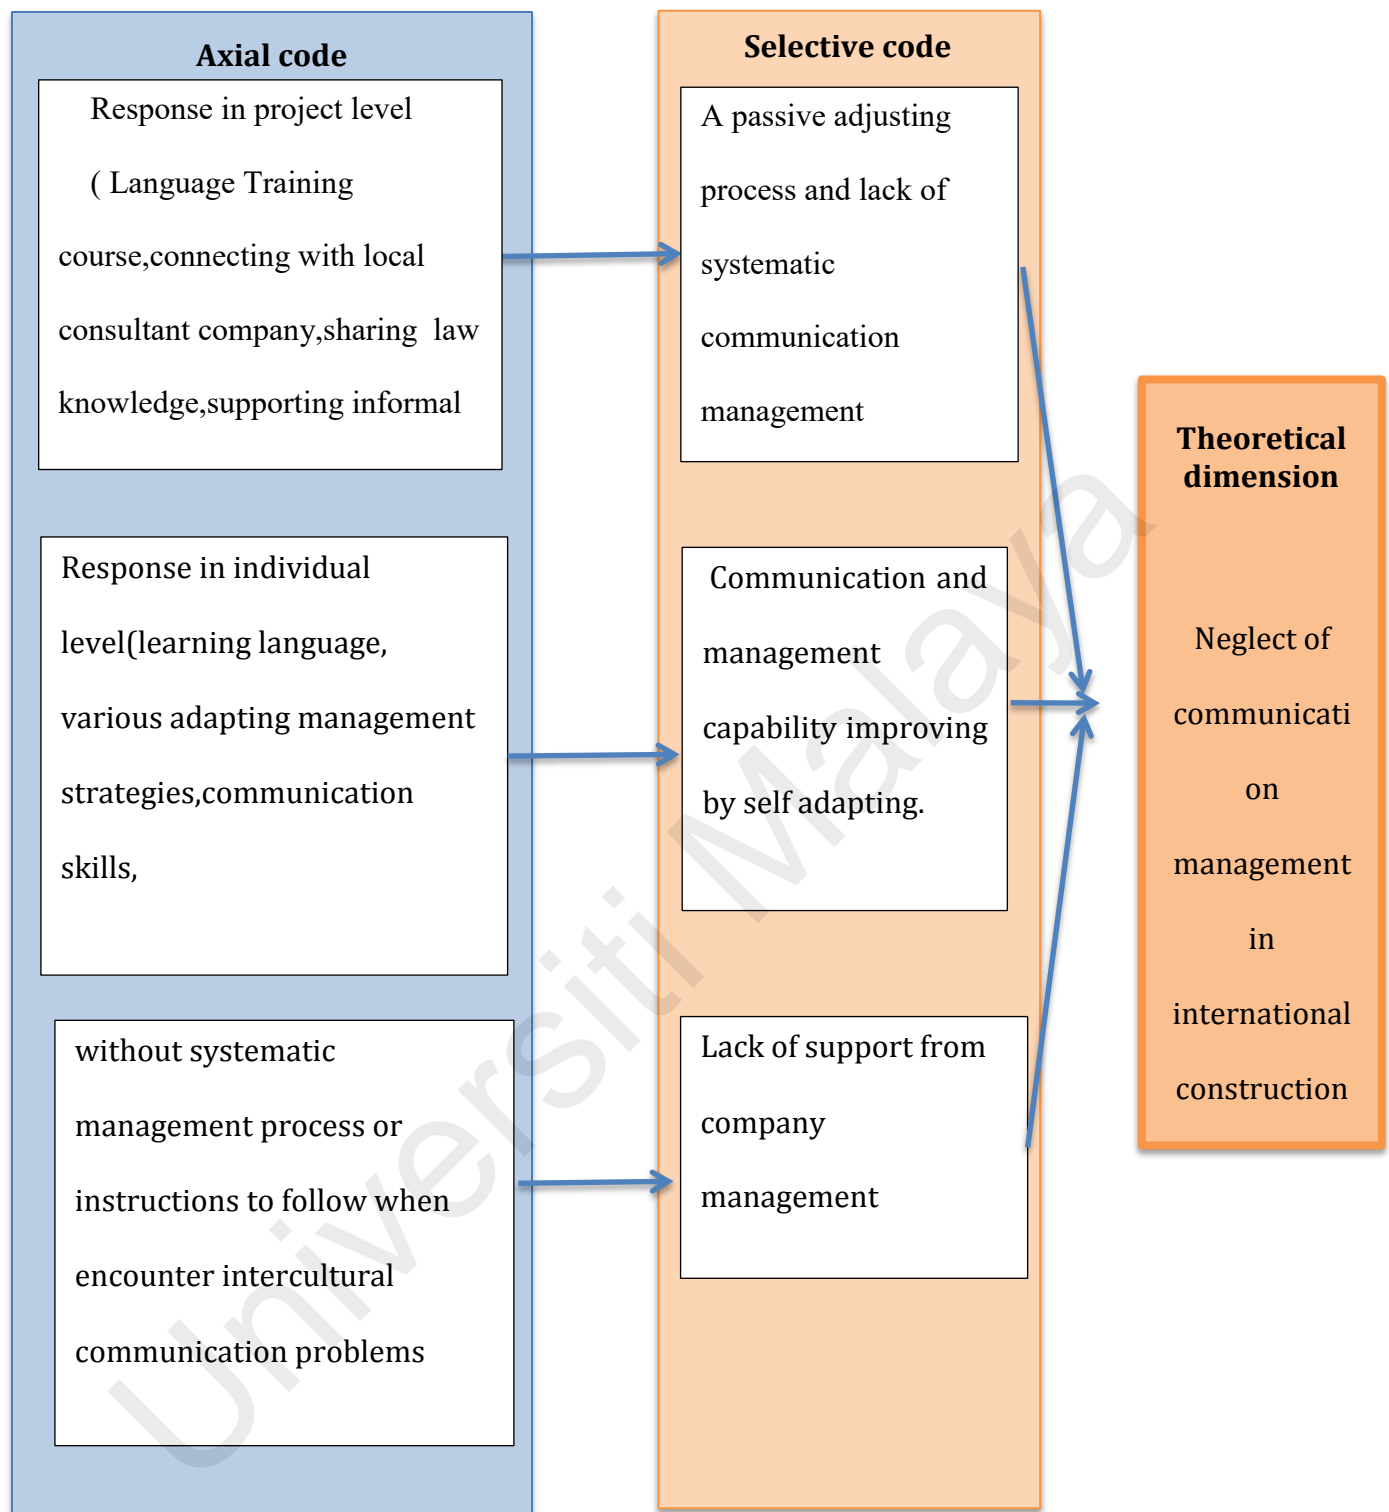 Axial code
Response in project level
( Language Training
course,connecting with local
consultant company,sharing law
knowledge,supporting informal
Response in individual
level(learning language,
various adapting management
strategies,communication
skills,
without systematic
management process or
instructions to follow when
encounter intercultural
communication problems
Selective code
A passive adjusting
process and lack of
systematic
communication
management
Communication and
management
capability improving
by self adapting.
Lack of support from
company
management
Theoretical
dimension
Neglect of
communicati
on
management
in
international
construction
Universiti Malaya